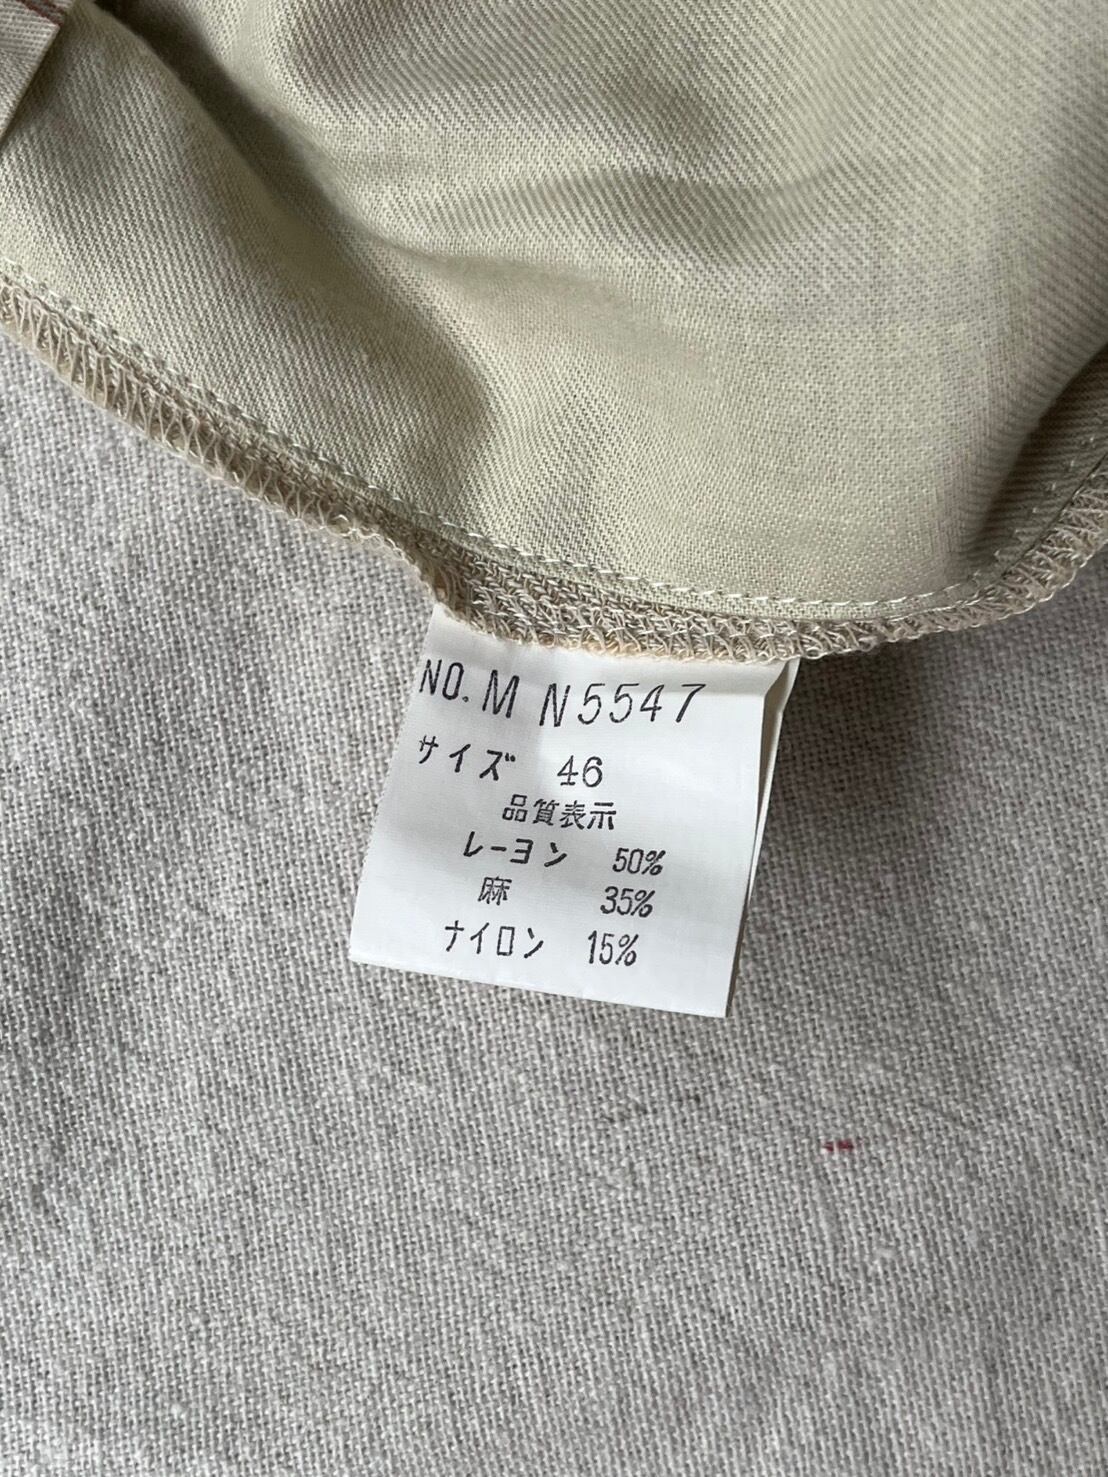 NO. M N5547
サイズ 46
品質表示
レーヨン 50%
麻 35%
ナイロン 15%